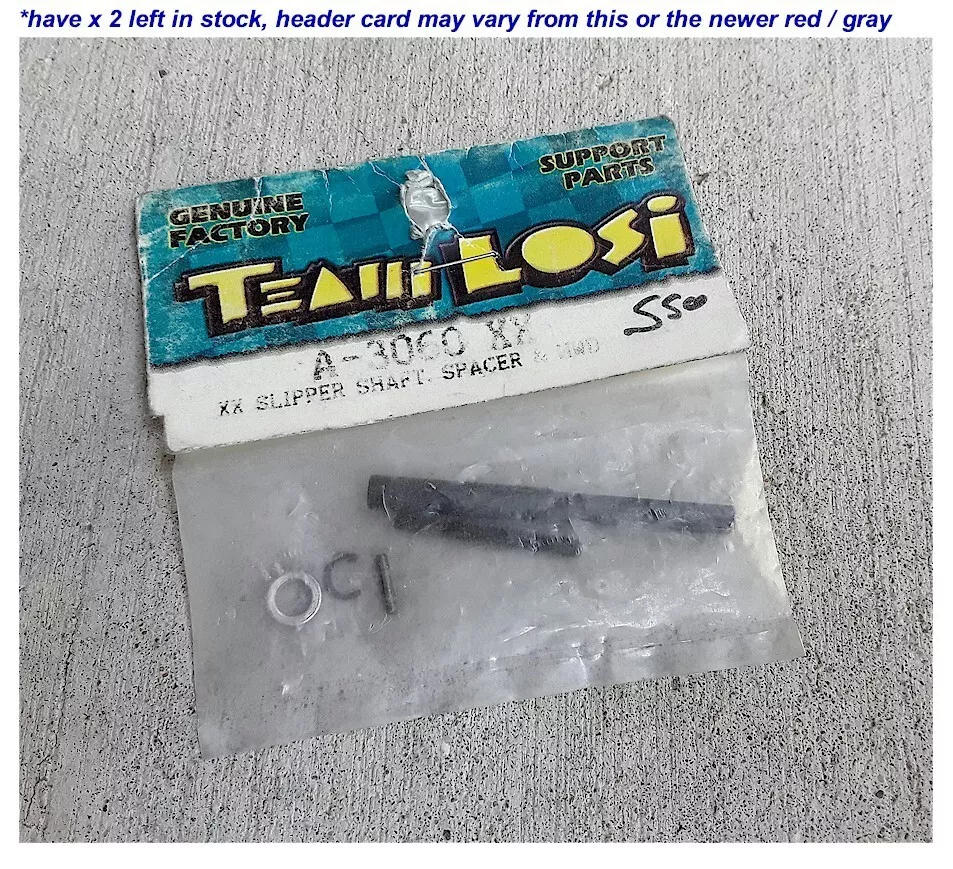 *have x 2 left in stock, header card may vary from this or the newer red / gray
GENUINE
FACTORY
SUPPORT
PARTS
TEAM LOSI
550
A-3060 XX
XX SLIPPER SHAFT, SPACER & HWD